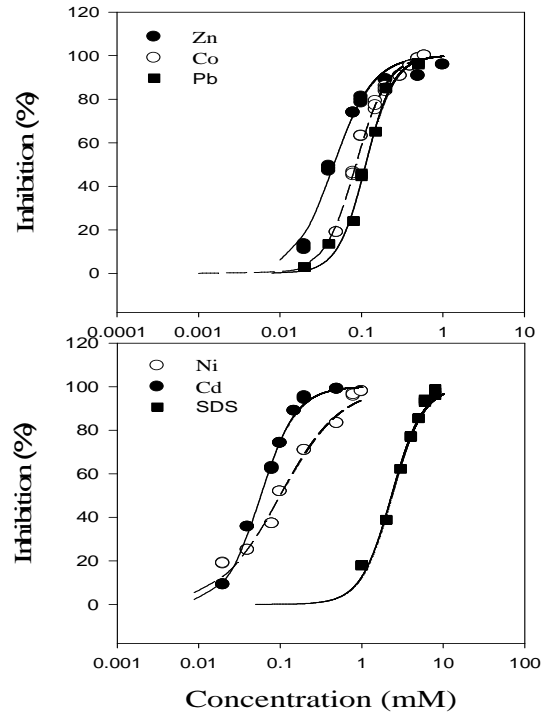 120
100
80
60
40
20
0
Inhibition (%)
Zn
Co
Pb
0.0001 0.001 0.01 0.1 1 10
120
100
80
60
40
20
0
Inhibition (%)
Ni
Cd
SDS
0.001 0.01 0.1 1 10 100
Concentration (mM)